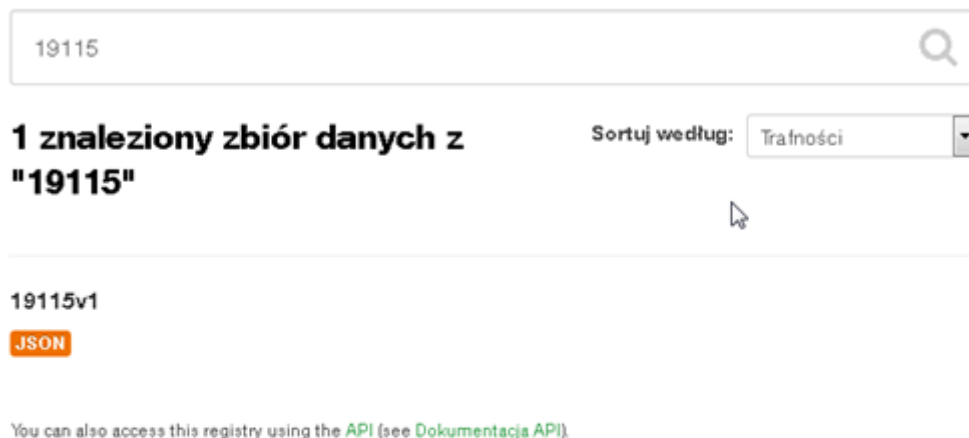 19115
1 znaleziony zbiór danych z
"19115"
Sortuj według:
Trafności
19115v1
JSON
You can also access this registry using the API (see Dokumentacja API).